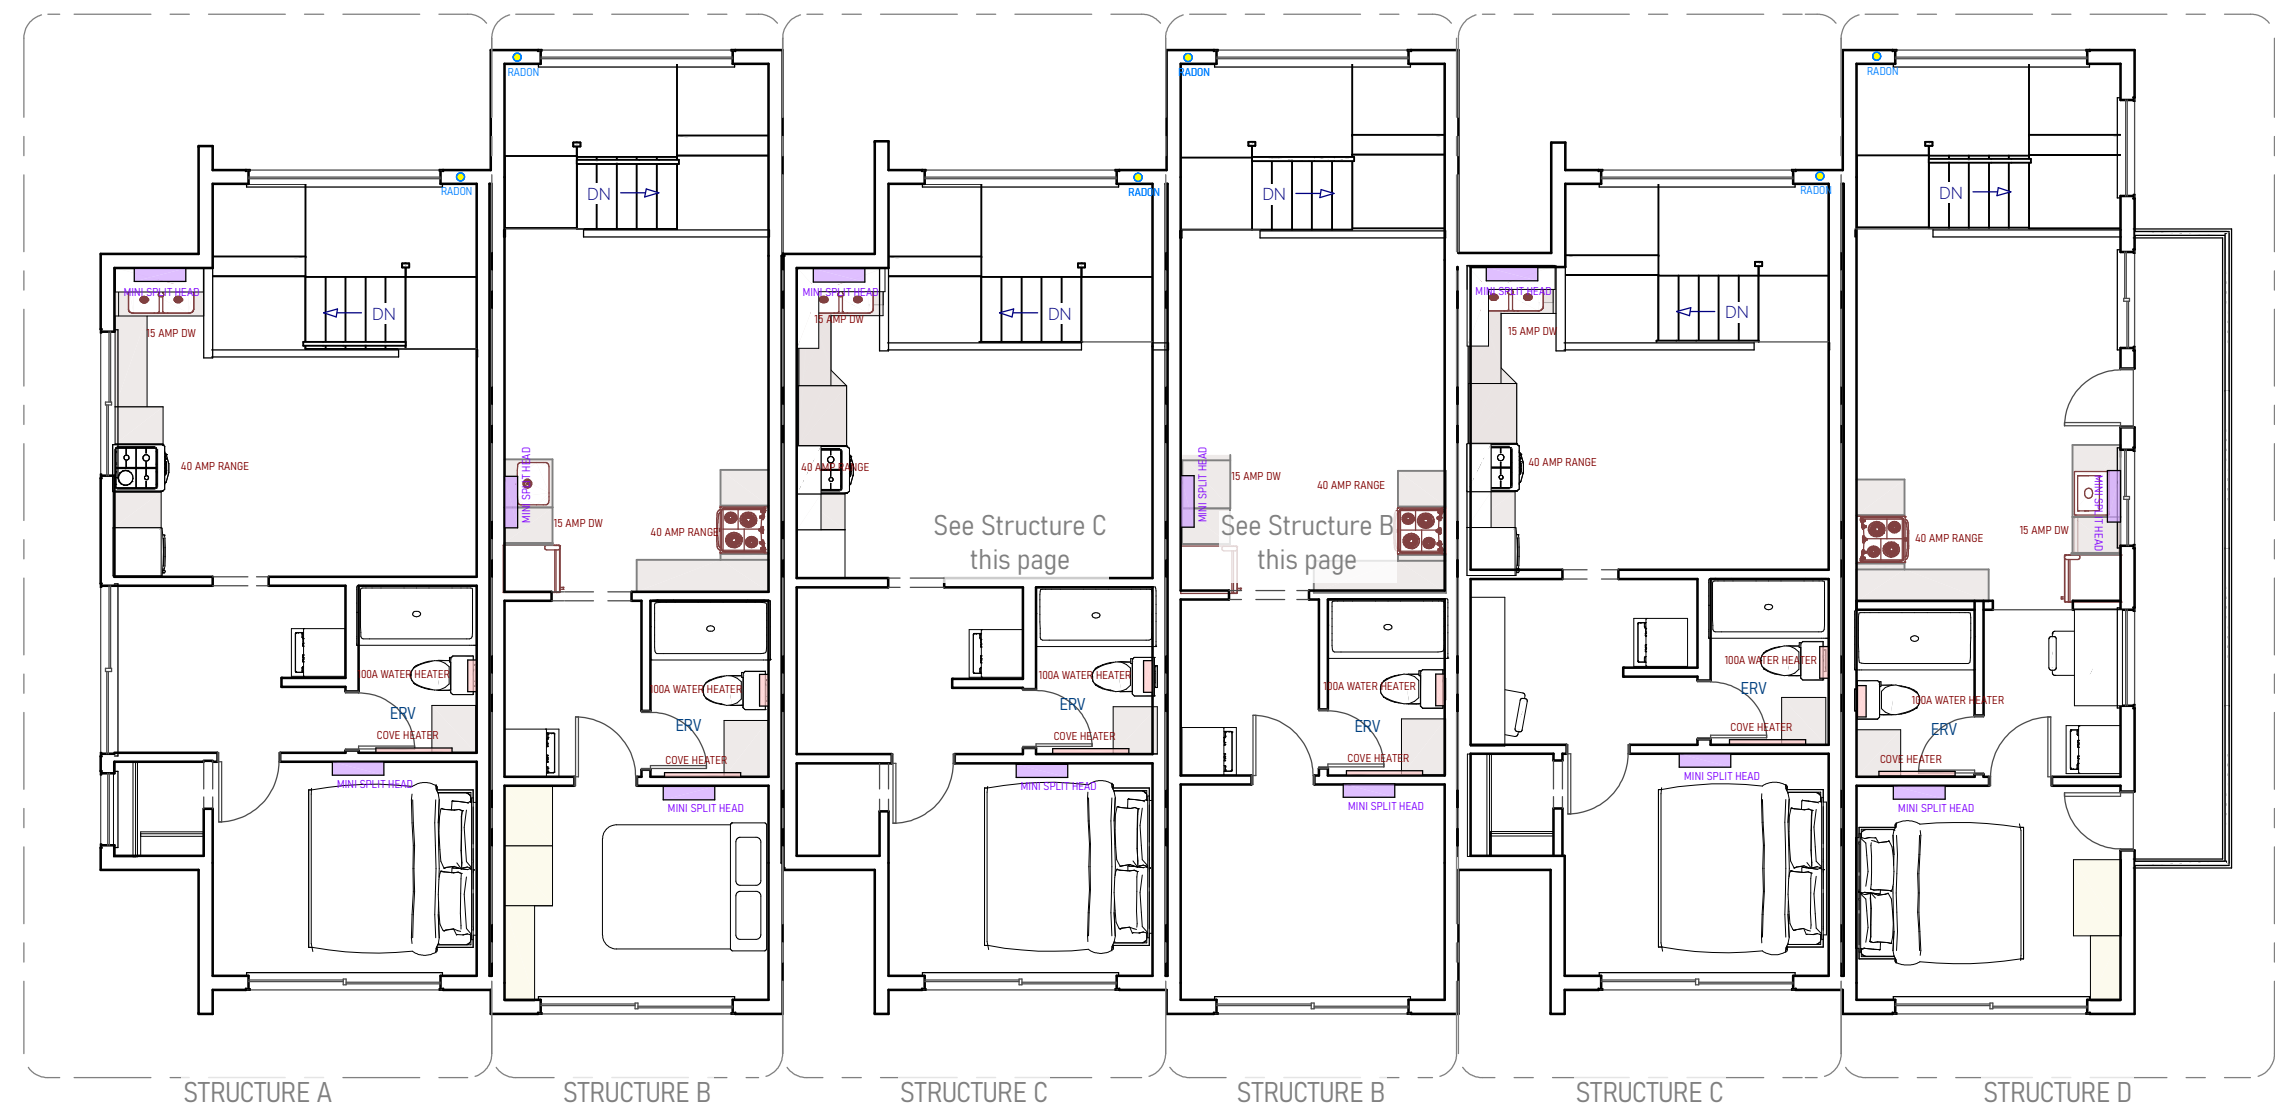 RADON
RADON
RADON
RADON
RADON
RADON
DN
DN
DN
DN
DN
DN
MINI SPLIT HEAD
15 AMP DW
40 AMP RANGE
100A WATER HEATER
ERV
COVE HEATER
MINI SPLIT HEAD
MINI SPLIT HEAD
15 AMP DW
40 AMP RANGE
100A WATER HEATER
ERV
COVE HEATER
MINI SPLIT HEAD
MINI SPLIT HEAD
15 AMP DW
40 AMP RANGE
See Structure C
this page
100A WATER HEATER
ERV
COVE HEATER
MINI SPLIT HEAD
MINI SPLIT HEAD
15 AMP DW
40 AMP RANGE
See Structure B
this page
100A WATER HEATER
ERV
COVE HEATER
MINI SPLIT HEAD
MINI SPLIT HEAD
15 AMP DW
40 AMP RANGE
100A WATER HEATER
ERV
COVE HEATER
MINI SPLIT HEAD
MINI SPLIT HEAD
15 AMP DW
40 AMP RANGE
100A WATER HEATER
ERV
COVE HEATER
MINI SPLIT HEAD
STRUCTURE A
STRUCTURE B
STRUCTURE C
STRUCTURE B
STRUCTURE C
STRUCTURE D